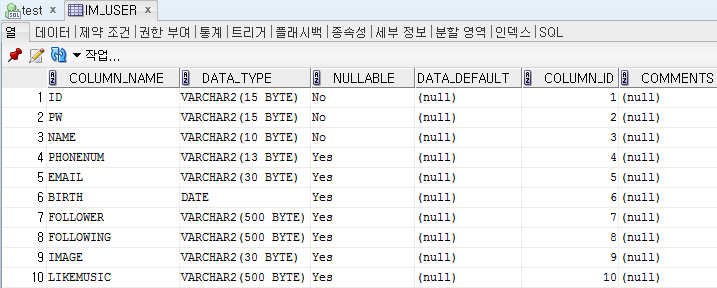 test x IM_USER x
열 데이터 | 제약 조건 | 권한 부여 | 통계 | 트리거 | 플래시백 | 종속성 | 세부 정보 | 분할 영역 | 인덱스 | SQL
작업...
COLUMN_NAME DATA_TYPE NULLABLE DATA_DEFAULT COLUMN_ID COMMENTS
1 ID VARCHAR2(15 BYTE) No (null) 1 (null)
2 PW VARCHAR2(15 BYTE) No (null) 2 (null)
3 NAME VARCHAR2(10 BYTE) No (null) 3 (null)
4 PHONENUM VARCHAR2(13 BYTE) Yes (null) 4 (null)
5 EMAIL VARCHAR2(30 BYTE) Yes (null) 5 (null)
6 BIRTH DATE Yes (null) 6 (null)
7 FOLLOWER VARCHAR2(500 BYTE) Yes (null) 7 (null)
8 FOLLOWING VARCHAR2(500 BYTE) Yes (null) 8 (null)
9 IMAGE VARCHAR2(30 BYTE) Yes (null) 9 (null)
10 LIKEMUSIC VARCHAR2(500 BYTE) Yes (null) 10 (null)